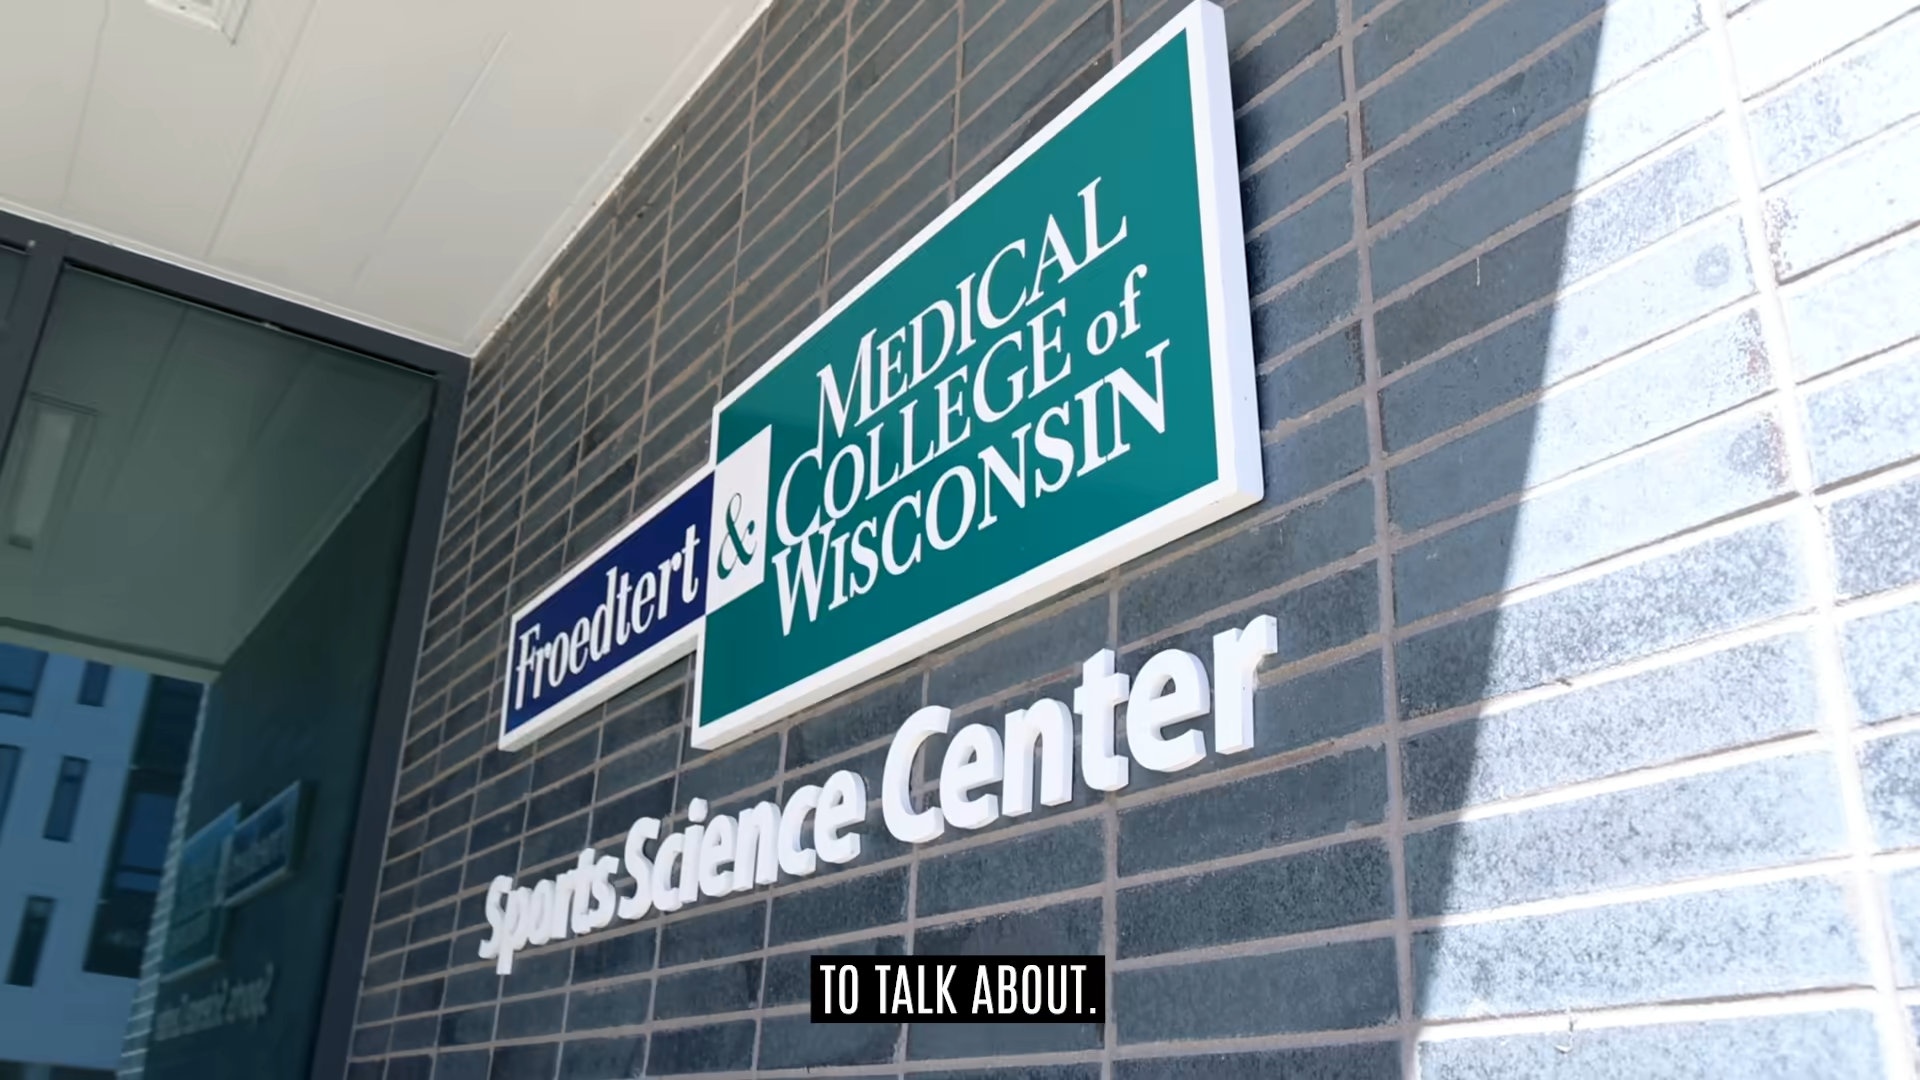 Froedtert & MEDICAL
COLLEGE of
WISCONSIN
Sports Science Center
TO TALK ABOUT.